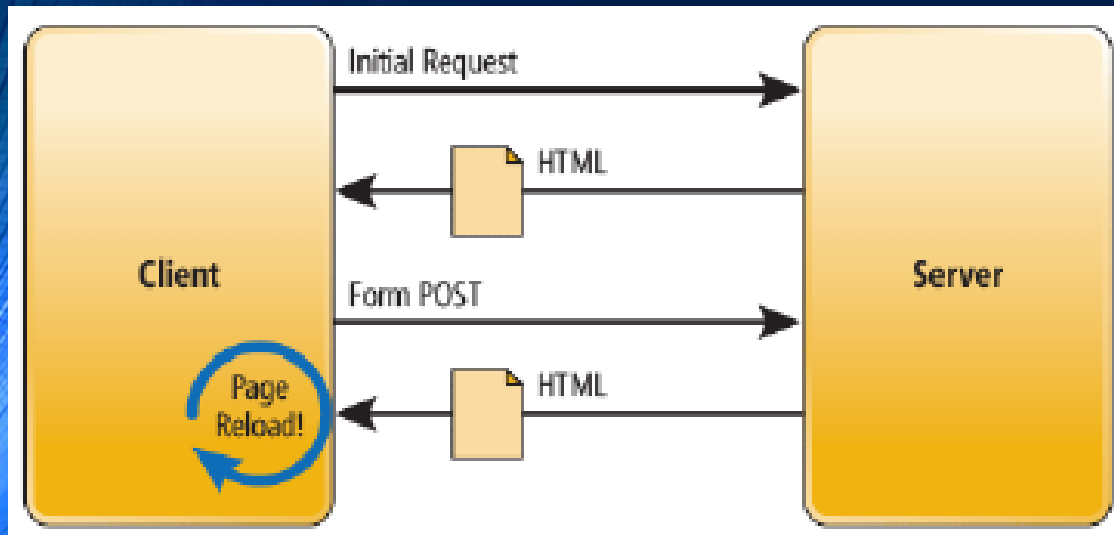 Initial Request
HTML
Client
Server
Form POST
HTML
Page
Reload!